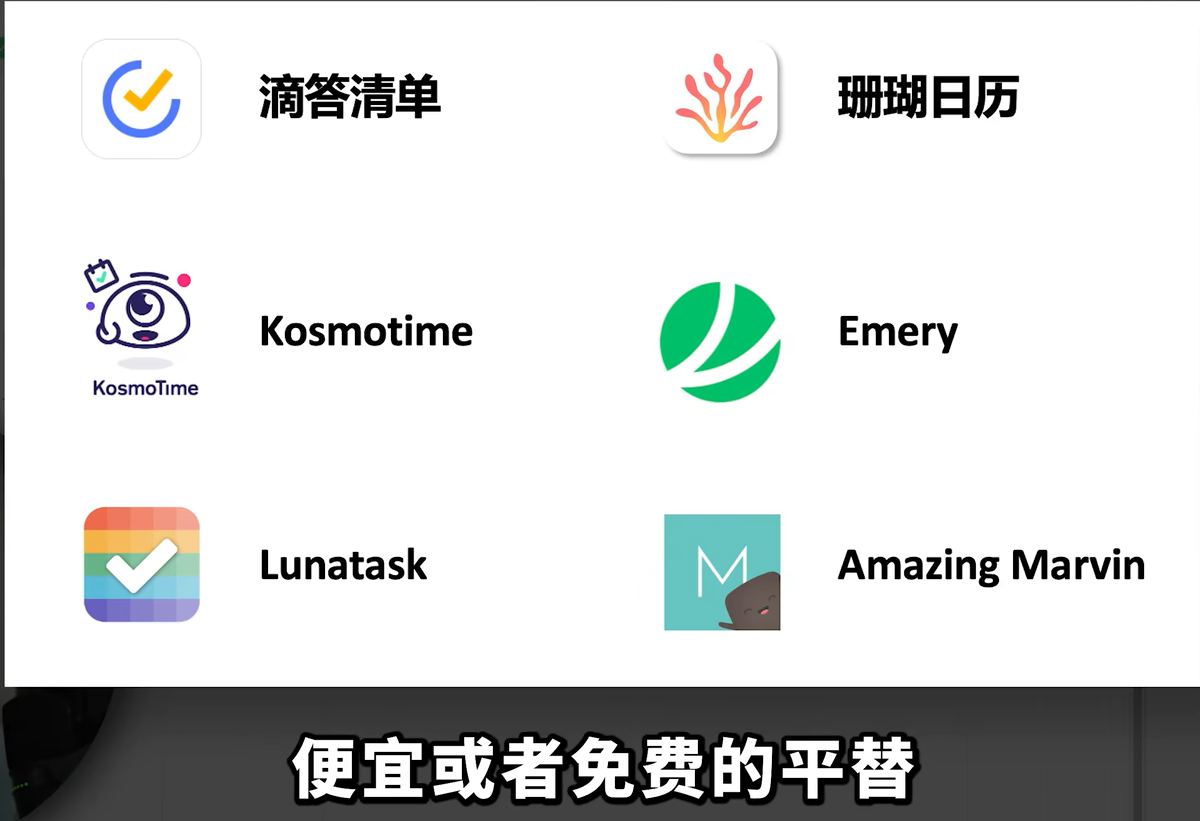 滴答清单
珊瑚日历
Kosmotime
KosmoTime
Emery
Lunatask
M
Amazing Marvin
便宜或者免费的平替